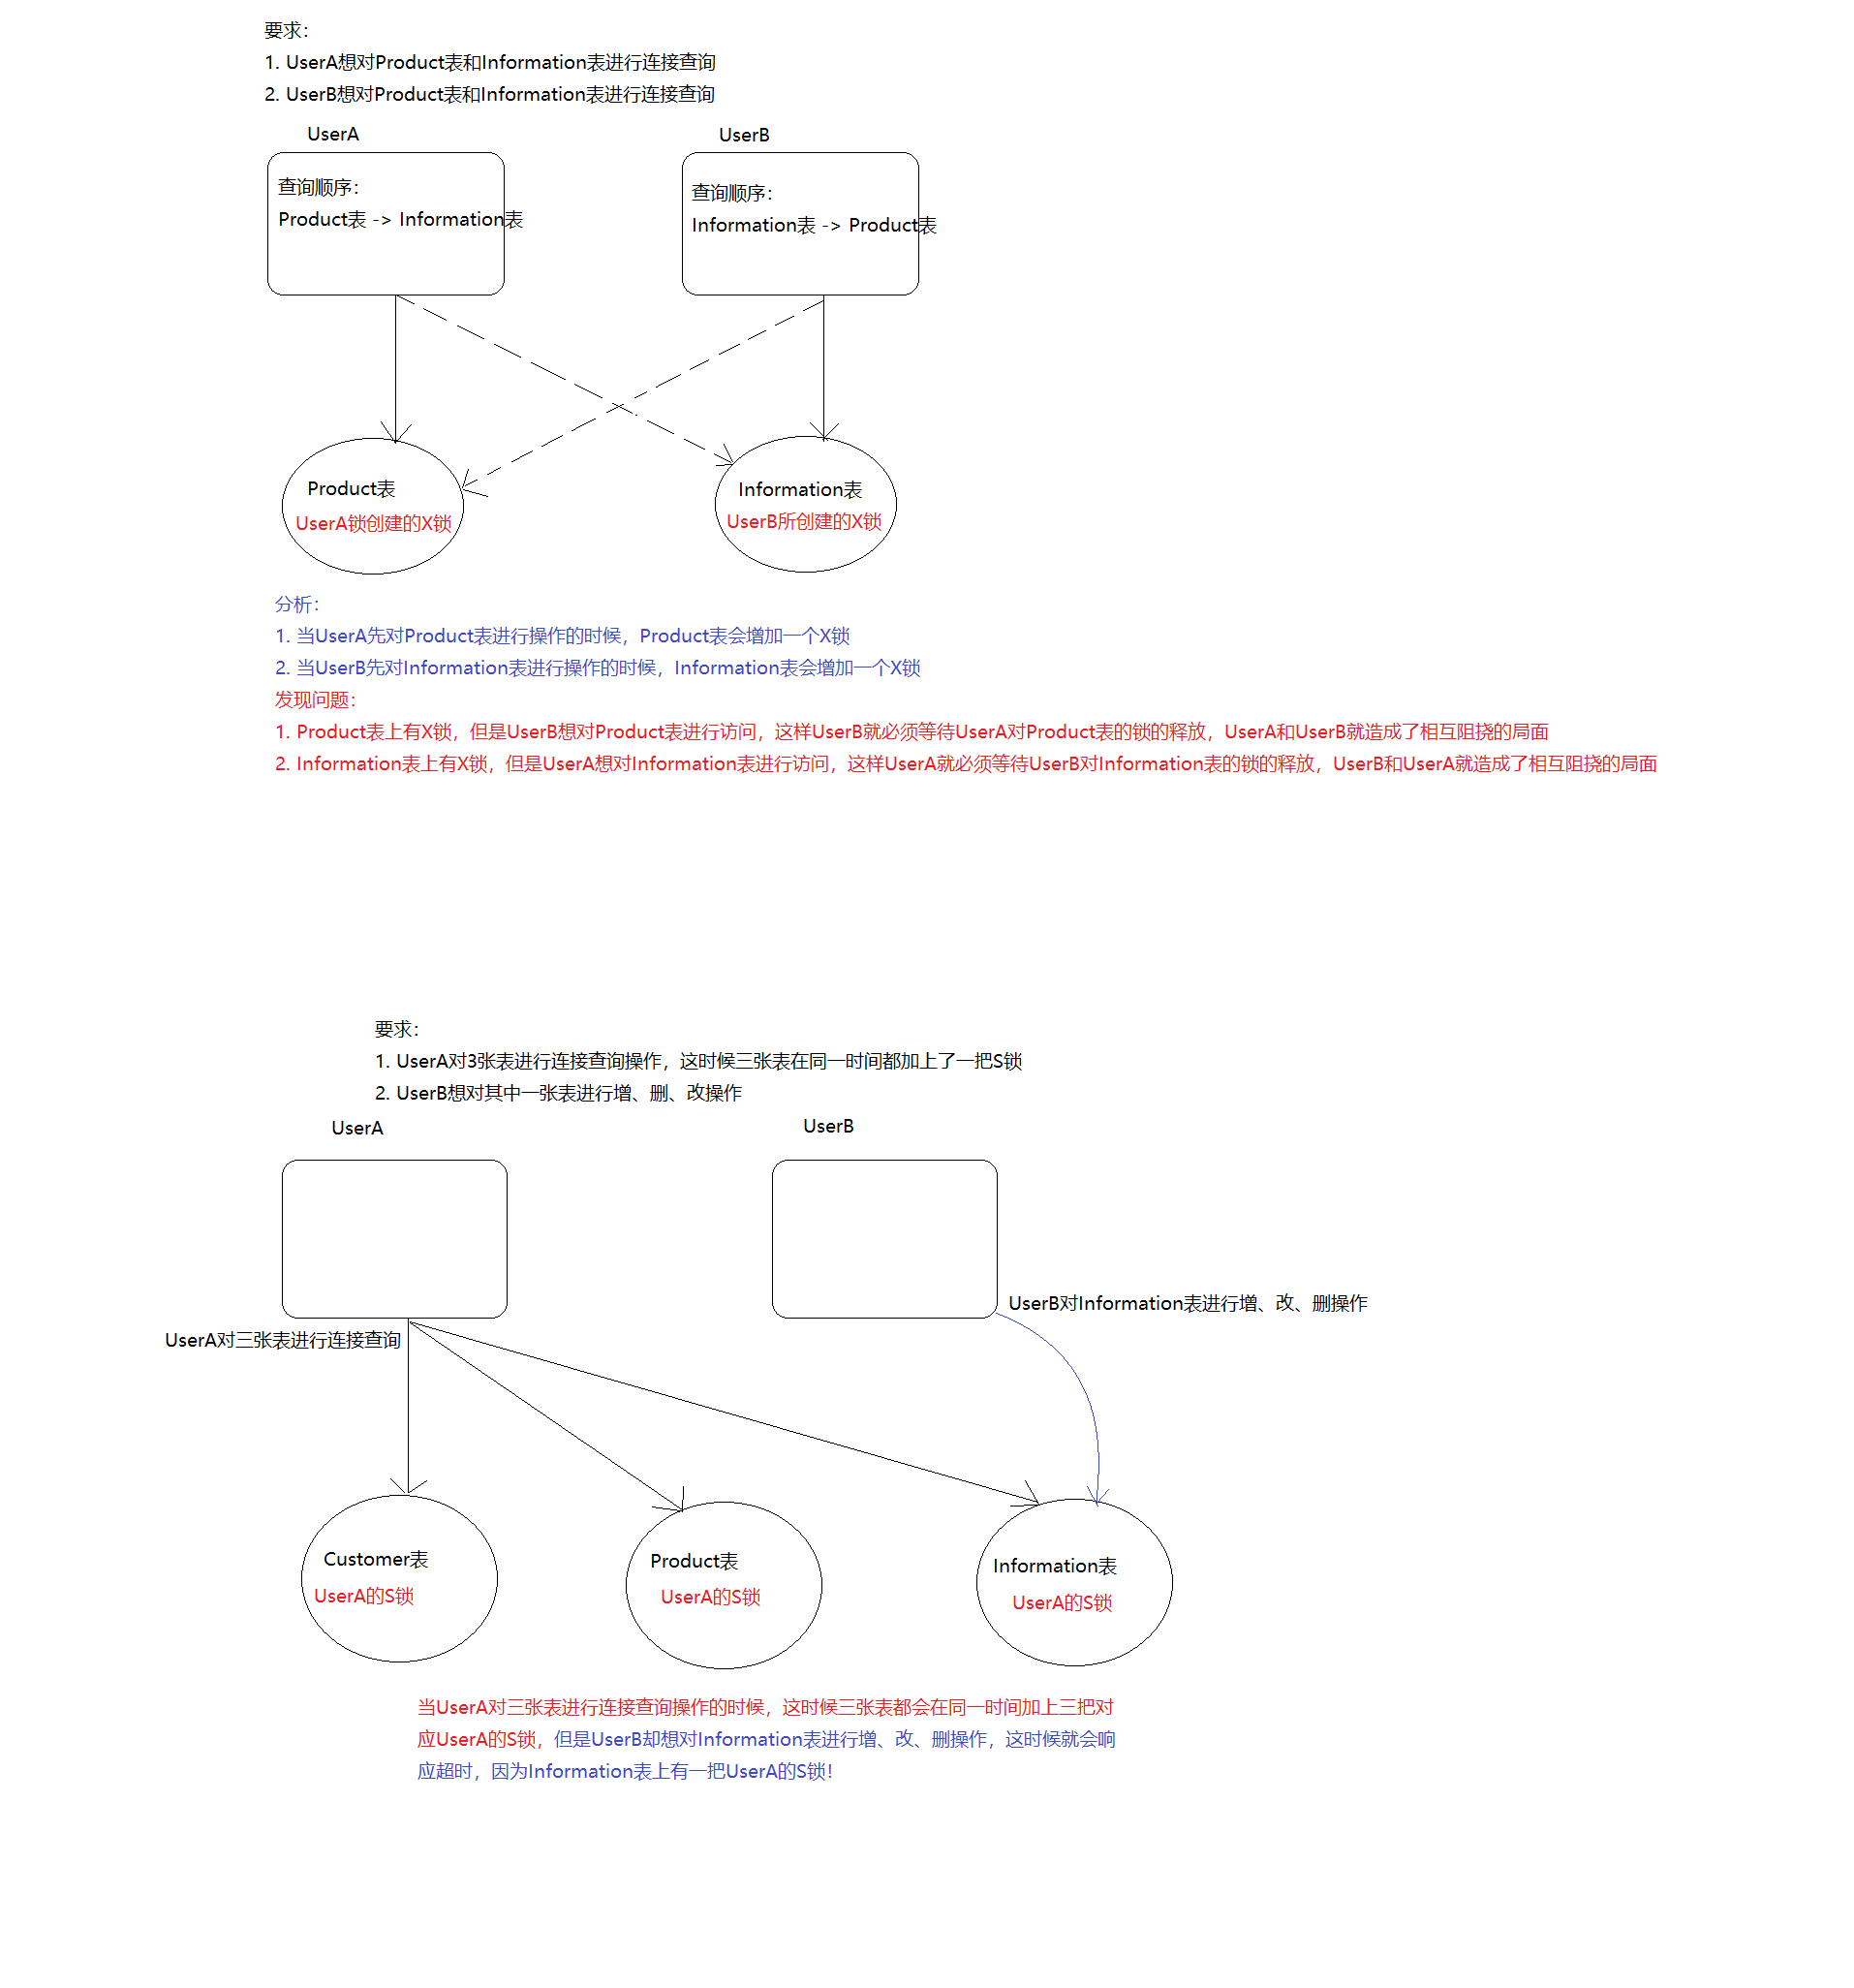 要求：
1. UserA想对Product表和Information表进行连接查询
2. UserB想对Product表和Information表进行连接查询
UserA
UserB
查询顺序：
Product表 -> Information表
查询顺序：
Information表 -> Product表
Product表
UserA锁创建的X锁
Information表
UserB所创建的X锁
分析：
1. 当UserA先对Product表进行操作的时候，Product表会增加一个X锁
2. 当UserB先对Information表进行操作的时候，Information表会增加一个X锁
发现问题：
1. Product表上有X锁，但是UserB想对Product表进行访问，这样UserB就必须等待UserA对Product表的锁的释放，UserA和UserB就造成了相互阻挠的局面
2. Information表上有X锁，但是UserA想对Information表进行访问，这样UserA就必须等待UserB对Information表的锁的释放，UserB和UserA就造成了相互阻挠的局面
要求：
1. UserA对3张表进行连接查询操作，这时候三张表在同一时间都加上了一把S锁
2. UserB想对其中一张表进行增、删、改操作
UserA
UserB
UserB对Information表进行增、改、删操作
UserA对三张表进行连接查询
Customer表
UserA的S锁
Product表
UserA的S锁
Information表
UserA的S锁
当UserA对三张表进行连接查询操作的时候，这时候三张表都会在同一时间加上三把对
应UserA的S锁，但是UserB却想对Information表进行增、改、删操作，这时候就会响
应超时，因为Information表上有一把UserA的S锁！